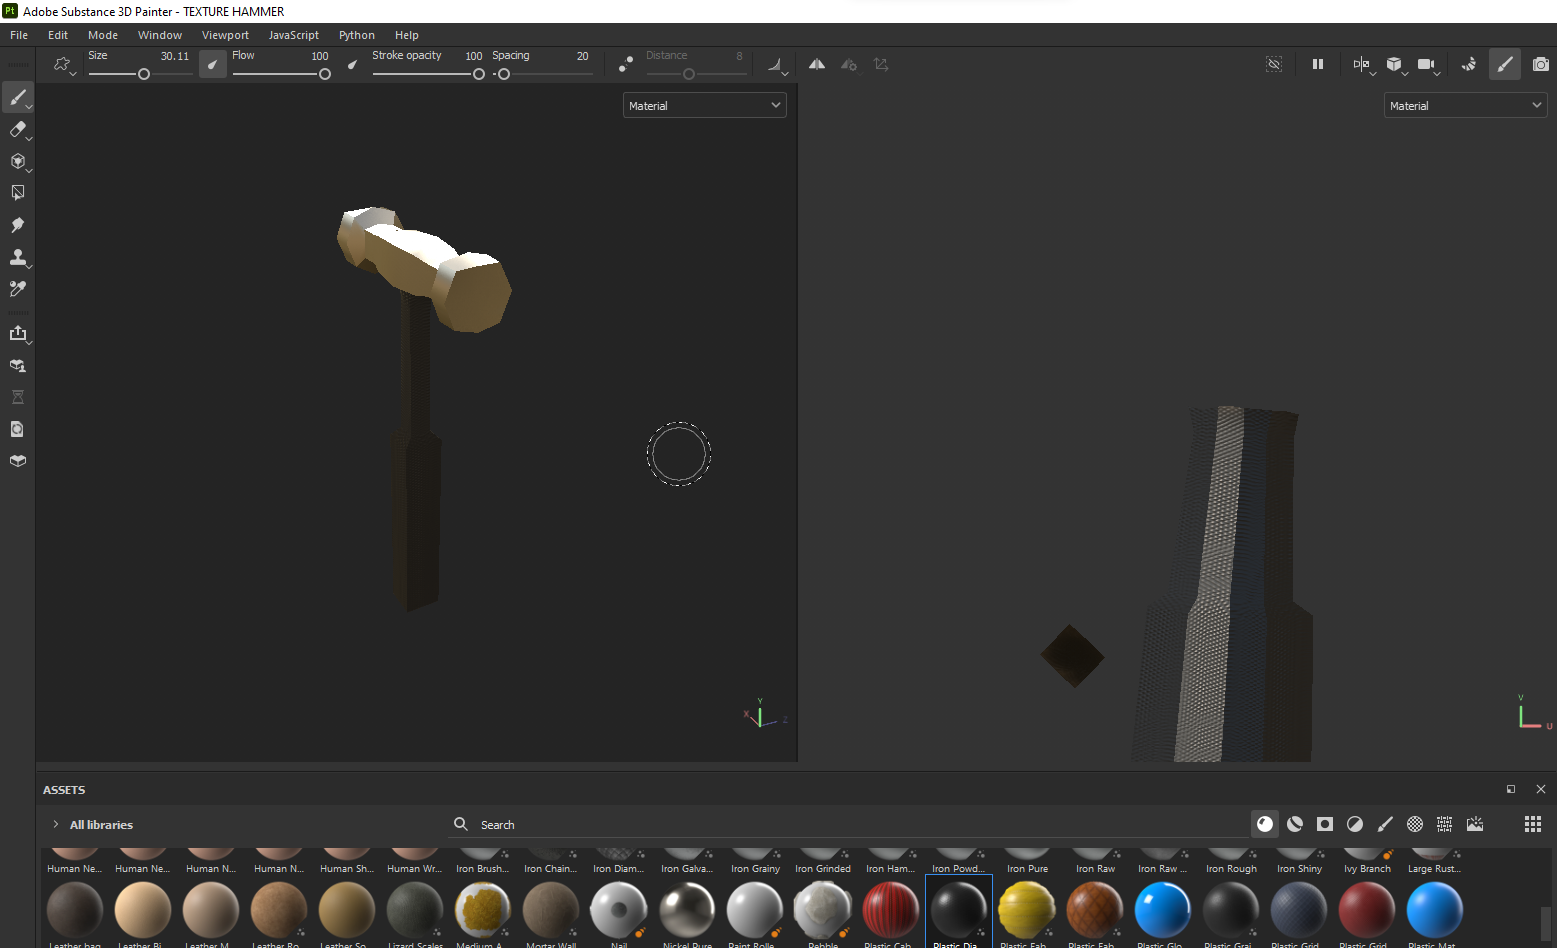 Pt Adobe Substance 3D Painter - TEXTURE HAMMER
File Edit Mode Window Viewport JavaScript Python Help
Size 30.11 Flow 100 Stroke opacity 100 Spacing 20 Distance 8
Material Material
Y
X Z
V
U
ASSETS
All libraries Search
Human Ne... Human Ne... Human N... Human N... Human Sh... Human Wr... Iron Brush... Iron Chain... Iron Diam... Iron Galva... Iron Grainy Iron Grinded Iron Ham... Iron Powd... Iron Pure Iron Raw Iron Raw ... Iron Rough Iron Shiny Ivy Branch Large Rust...
Leather bag Leather Bi... Leather M... Leather Ro... Leather So... Lizard Scales Medium A... Mortar Wall Nail Nickel Pure Paint Rolle... Pebble Plastic Cab... Plastic Dia... Plastic Fab... Plastic Fab... Plastic Glo... Plastic Grai... Plastic Grid... Plastic Grid... Plastic Mat...